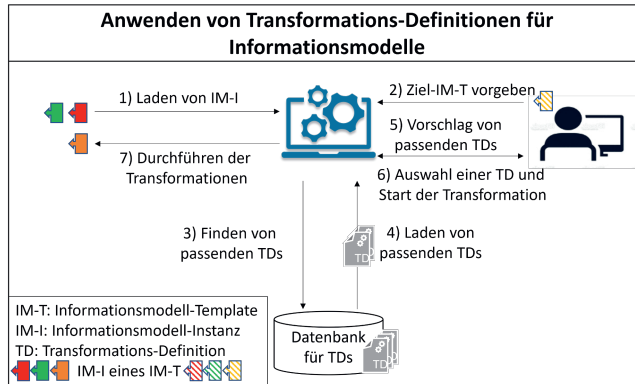 Anwenden von Transformations-Definitionen für
Informationsmodelle
1) Laden von IM-I
2) Ziel-IM-T vorgeben
5) Vorschlag von
passenden TDs
7) Durchführen der
Transformationen
6) Auswahl einer TD und
Start der Transformation
3) Finden von
passenden TDs
4) Laden von
passenden TDs
TD
IM-T: Informationsmodell-Template
IM-I: Informationsmodell-Instanz
TD: Transformations-Definition
IM-I eines IM-T
Datenbank
für TDs